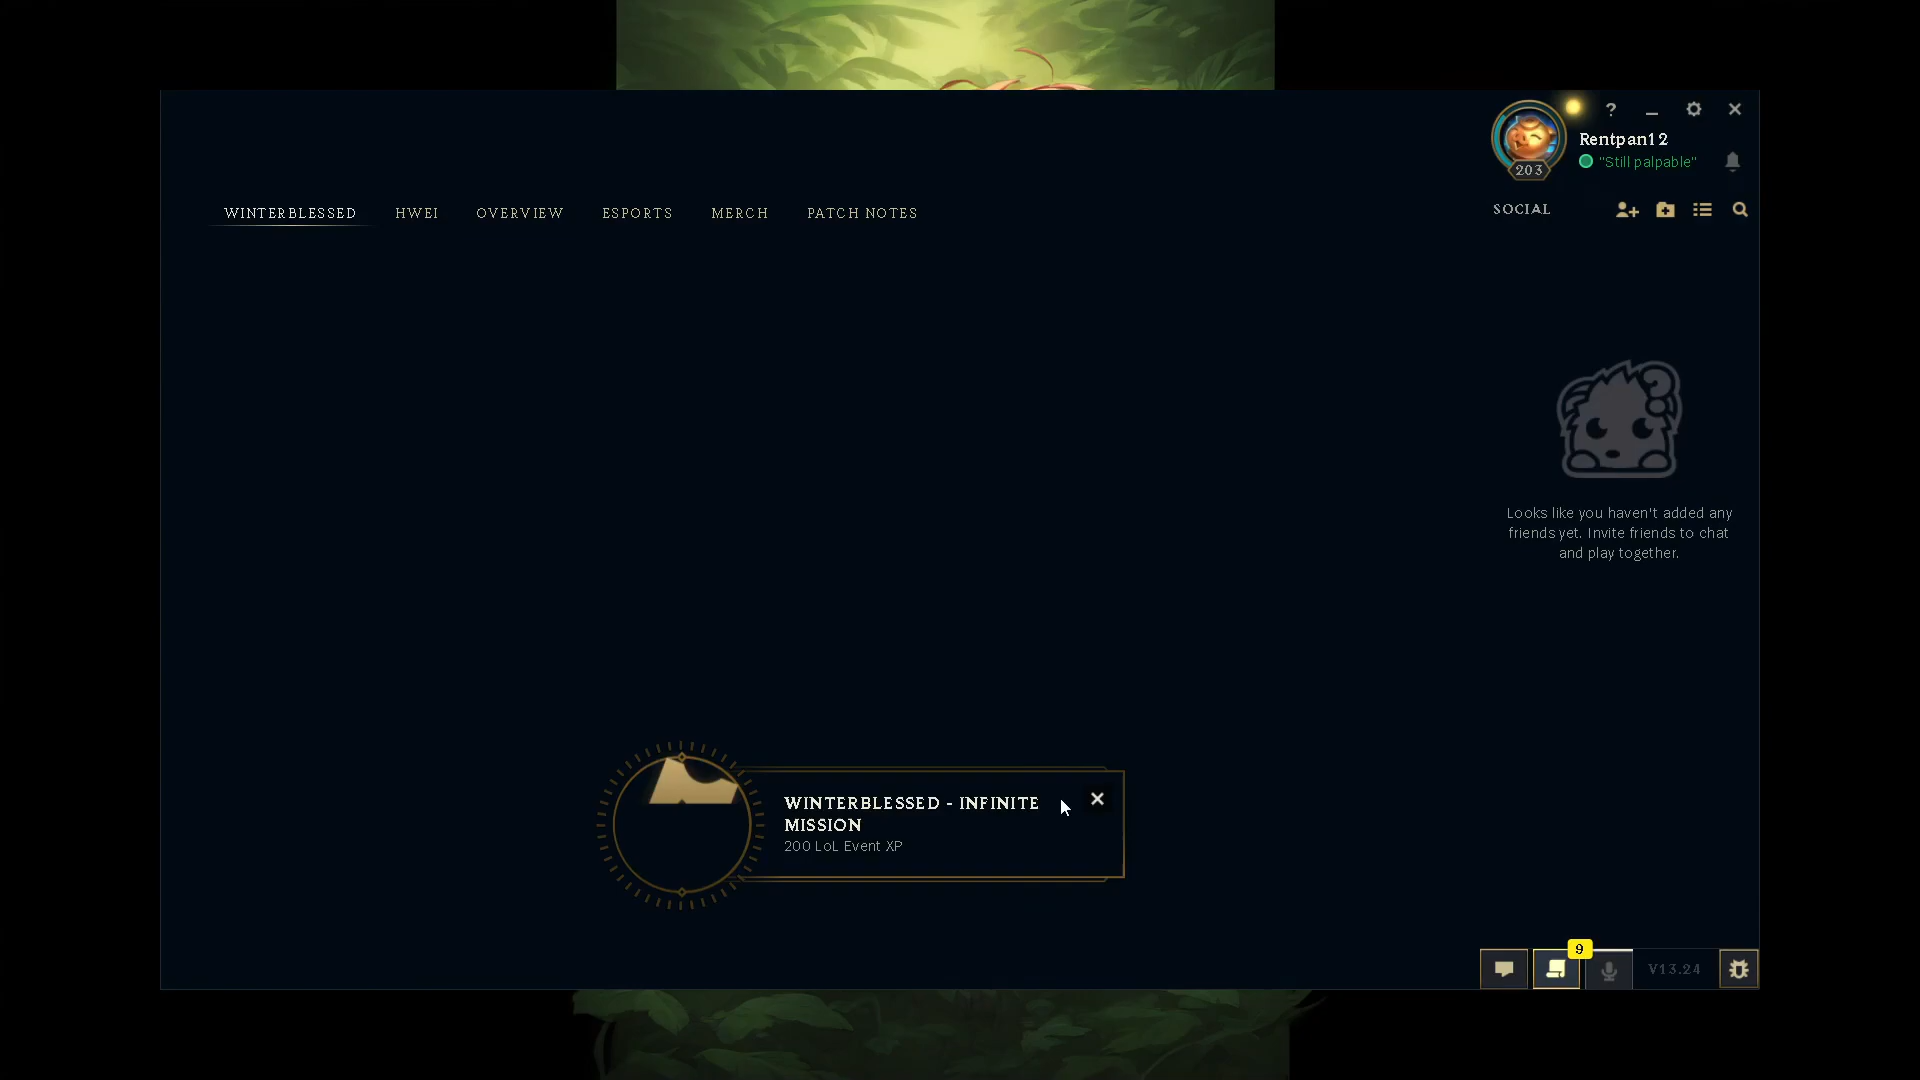 Rentpan12
"Still palpable"
203
WINTERBLESSED HWEI OVERVIEW ESPORTS MERCH PATCH NOTES
SOCIAL
Looks like you haven't added any
friends yet. Invite friends to chat
and play together.
WINTERBLESSED - INFINITE
MISSION
200 LoL Event XP
9
V13.24